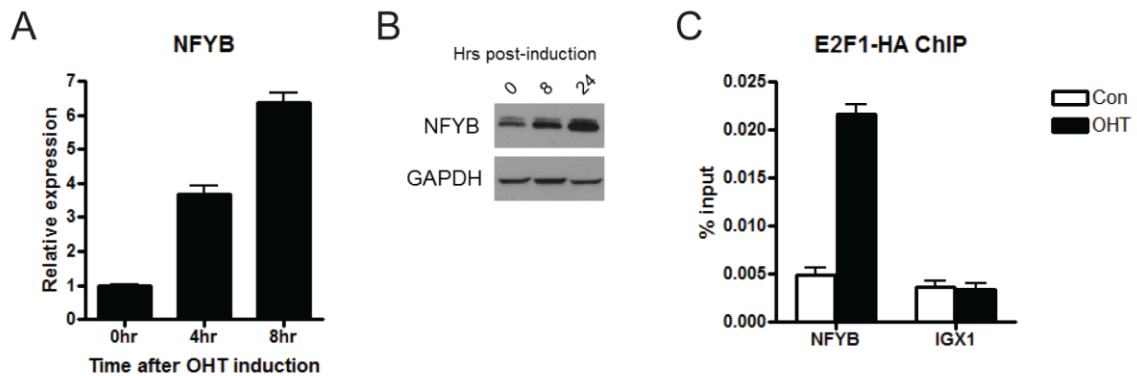 A
NFYB
Relative expression
7
6
5
4
3
2
1
0
0hr 4hr 8hr
Time after OHT induction
B
Hrs post-induction
0 8 24
NFYB
GAPDH
C
E2F1-HA ChIP
% input
0.025
0.020
0.015
0.010
0.005
0.000
NFYB IGX1
Con
OHT